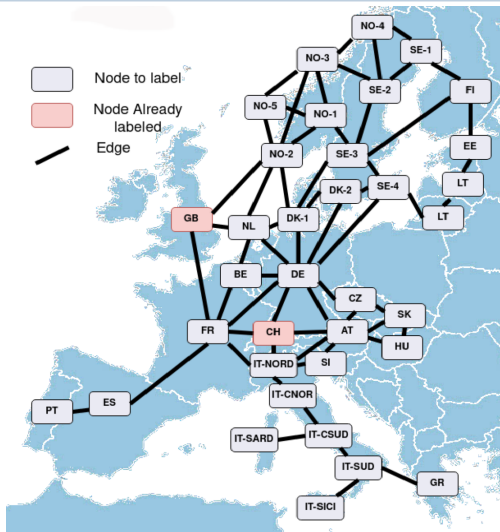 NO-4
SE-1
NO-3
Node to label
SE-2
FI
NO-5
Node Already
labeled
NO-1
Edge
EE
NO-2
SE-3
LT
DK-2
SE-4
GB
NL
DK-1
LT
BE
DE
CZ
SK
FR
CH
AT
HU
IT-NORD
SI
IT-CNOR
PT
ES
IT-SARD
IT-CSUD
IT-SUD
GR
IT-SICI